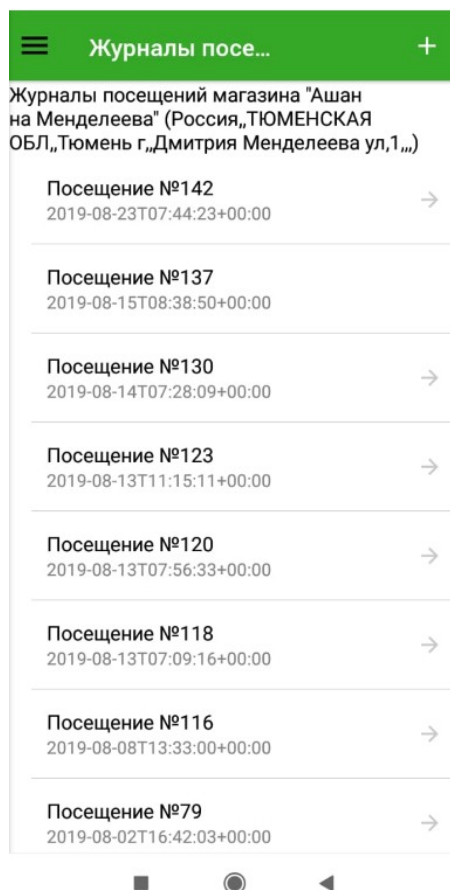 Журналы посе...
Журналы посещений магазина "Ашан
на Менделеева" (Россия,,ТЮМЕНСКАЯ
ОБЛ,,Тюмень г,,Дмитрия Менделеева ул,1,,,)
Посещение №142
2019-08-23T07:44:23+00:00
Посещение №137
2019-08-15T08:38:50+00:00
Посещение №130
2019-08-14T07:28:09+00:00
Посещение №123
2019-08-13T11:15:11+00:00
Посещение №120
2019-08-13T07:56:33+00:00
Посещение №118
2019-08-13T07:09:16+00:00
Посещение №116
2019-08-08T13:33:00+00:00
Посещение №79
2019-08-02T16:42:03+00:00